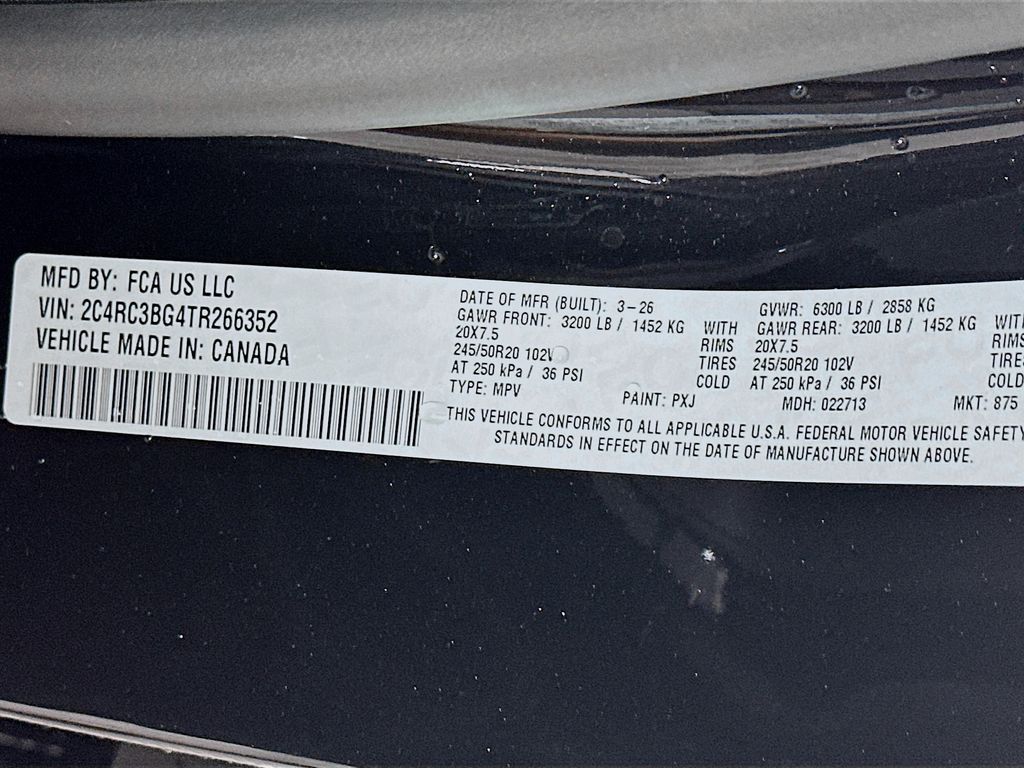 MFD BY: FCA US LLC
VIN: 2C4RC3BG4TR266352
VEHICLE MADE IN: CANADA
DATE OF MFR (BUILT): 3-26
GAWR FRONT: 3200 LB / 1452 KG WITH
20X7.5 RIMS
245/50R20 102V TIRES
AT 250 kPa / 36 PSI COLD
TYPE: MPV
PAINT: PXJ
GVWR: 6300 LB / 2858 KG
GAWR REAR: 3200 LB / 1452 KG WITH
20X7.5 RIMS
245/50R20 102V TIRES
AT 250 kPa / 36 PSI COLD
MDH: 022713
MKT: 875
THIS VEHICLE CONFORMS TO ALL APPLICABLE U.S.A. FEDERAL MOTOR VEHICLE SAFETY
STANDARDS IN EFFECT ON THE DATE OF MANUFACTURE SHOWN ABOVE.